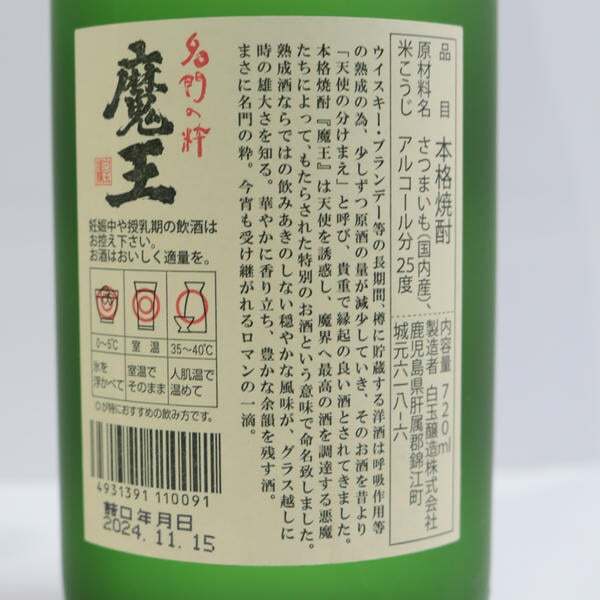 品目 本格焼酎
原材料名 さつまいも(国内産)、
米こうじ アルコール分 25度
内容量 720ml
製造者 白玉醸造株式会社
鹿児島県肝属郡錦江町
城元六一八-六
ウイスキー・ブランデー等の長期間、樽に貯蔵する洋酒は呼吸作用等
の熟成の為、少しずつ原酒の量が減少していき、そのお酒を昔より
「天使の分けまえ」と呼び、貴重で縁起の良い酒とされてきました。
本格焼酎『魔王』は天使を誘惑し、魔界へ最高の酒を調達する悪魔
たちによって、もたらされた特別のお酒という意味で命名致しました。
熟成酒ならではの飲みあきのしない穏やかな風味が、グラス越しに
時の雄大さを知る。華やかに香り立ち、豊かな余韻を残す酒。
まさに名門の粋。今宵も受け継がれるロマンの一滴。
名門の粋
魔王
妊娠中や授乳期の飲酒は
お控え下さい。
お酒はおいしく適量を。
0〜5℃ 室温 35〜40℃
氷を
浮かべて
室温で
そのまま
人肌温で
温めて
○が特におすすめの飲み方です。
4931391 110091
詰口年月日
2024.11.15